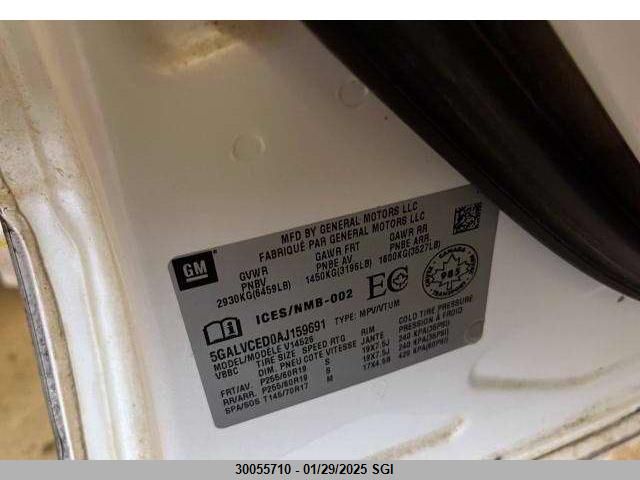 MFD BY GENERAL MOTORS LLC
FABRIQUÉ PAR GENERAL MOTORS LLC
GM
GVWR GAWR FRT GAWR RR
PNBV PNBE AV PNBE ARR
2930KG(6459LB) 1450KG(3196LB) 1600KG(3527LB)
ICES/NMB-002 EC
CANADA
985
5GALVCED0AJ159691 TYPE: MPV/VTUM
MODEL/MODELE V14526
COLD TIRE PRESSURE
VBBC TIRE SIZE SPEED RTG RIM
DIM. PNEU COTE VITESSE JANTE A FROID
FRT/AV. P255/60R19 S 19X7.5J 240 KPA(35PSI)
RR/ARR. P255/60R19 S 19X7.5J 240 KPA(35PSI)
SPA/SOS T145/70R17 M 17X4.5B 420 KPA(60PSI)
30055710 - 01/29/2025 SGI